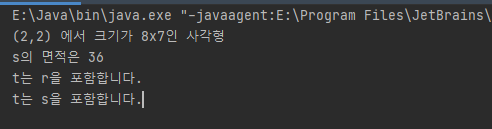 E:\Java\bin\java.exe "-javaagent:E:\Program Files\JetBrains\
(2,2) 에서 크기가 8x7인 사각형
s의 면적은 36
t는 r을 포함합니다.
t는 s을 포함합니다.